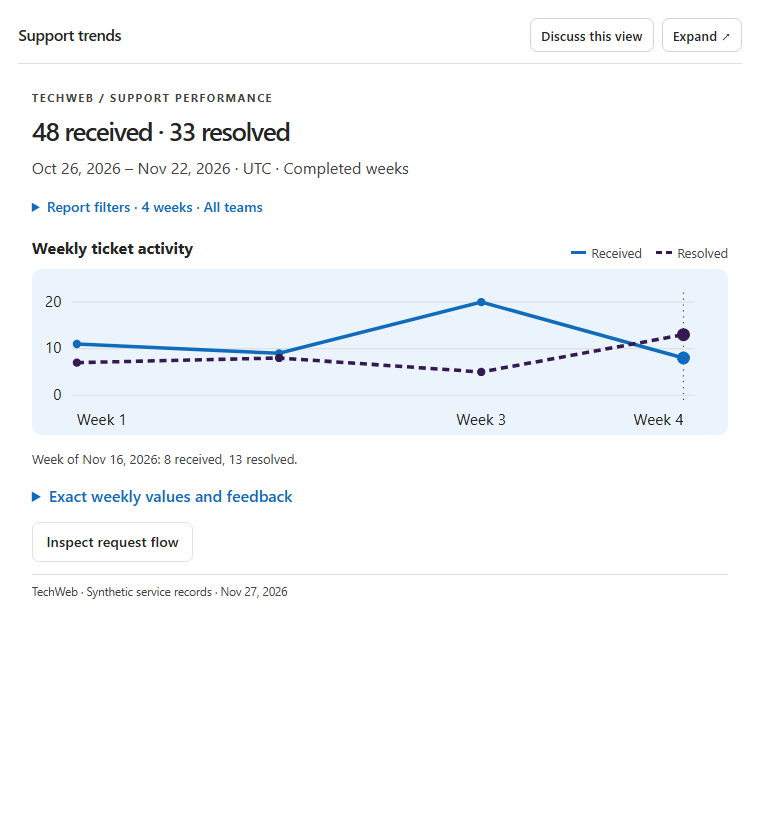 Support trends
Discuss this view
Expand ↗
TECHWEB / SUPPORT PERFORMANCE
48 received · 33 resolved
Oct 26, 2026 – Nov 22, 2026 · UTC · Completed weeks
Report filters · 4 weeks · All teams
Weekly ticket activity
Received
Resolved
20
10
0
Week 1
Week 3
Week 4
Week of Nov 16, 2026: 8 received, 13 resolved.
Exact weekly values and feedback
Inspect request flow
TechWeb · Synthetic service records · Nov 27, 2026